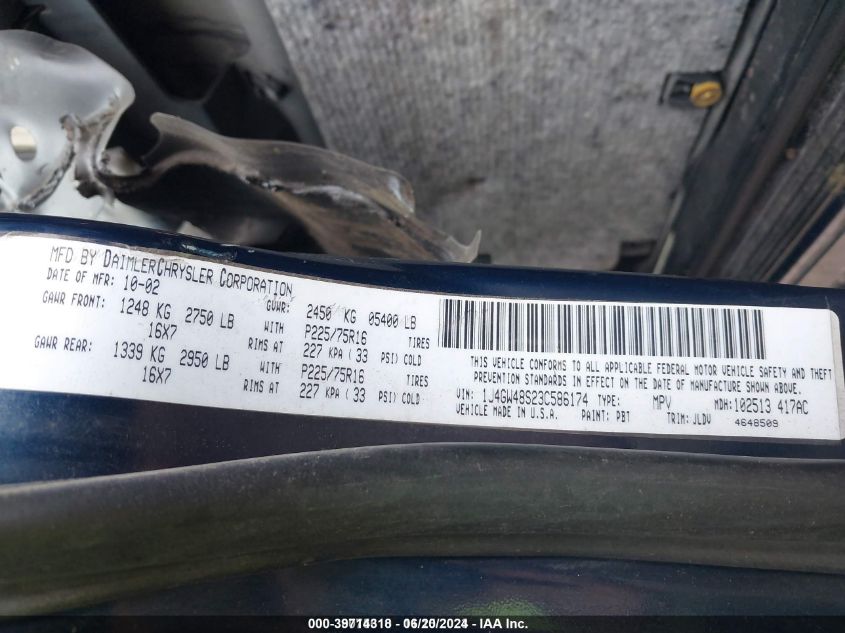 MFD BY DAIMLERCHRYSLER CORPORATION
DATE OF MFR: 10-02 GVWR: 2450 KG 05400 LB
GAWR FRONT: 1248 KG 2750 LB WITH P225/75R16 TIRES
16X7 RIMS AT 227 KPA ( 33 PSI) COLD
GAWR REAR: 1339 KG 2950 LB WITH P225/75R16 TIRES
16X7 RIMS AT 227 KPA ( 33 PSI) COLD
THIS VEHICLE CONFORMS TO ALL APPLICABLE FEDERAL MOTOR VEHICLE SAFETY AND THEFT
PREVENTION STANDARDS IN EFFECT ON THE DATE OF MANUFACTURE SHOWN ABOVE.
VIN: 1J4GW48S23C586174 TYPE: MPV MDH:102513 417AC
VEHICLE MADE IN U.S.A. PAINT: PBT TRIM: JLDV 4648509
000-39714318 - 06/20/2024 - IAA Inc.